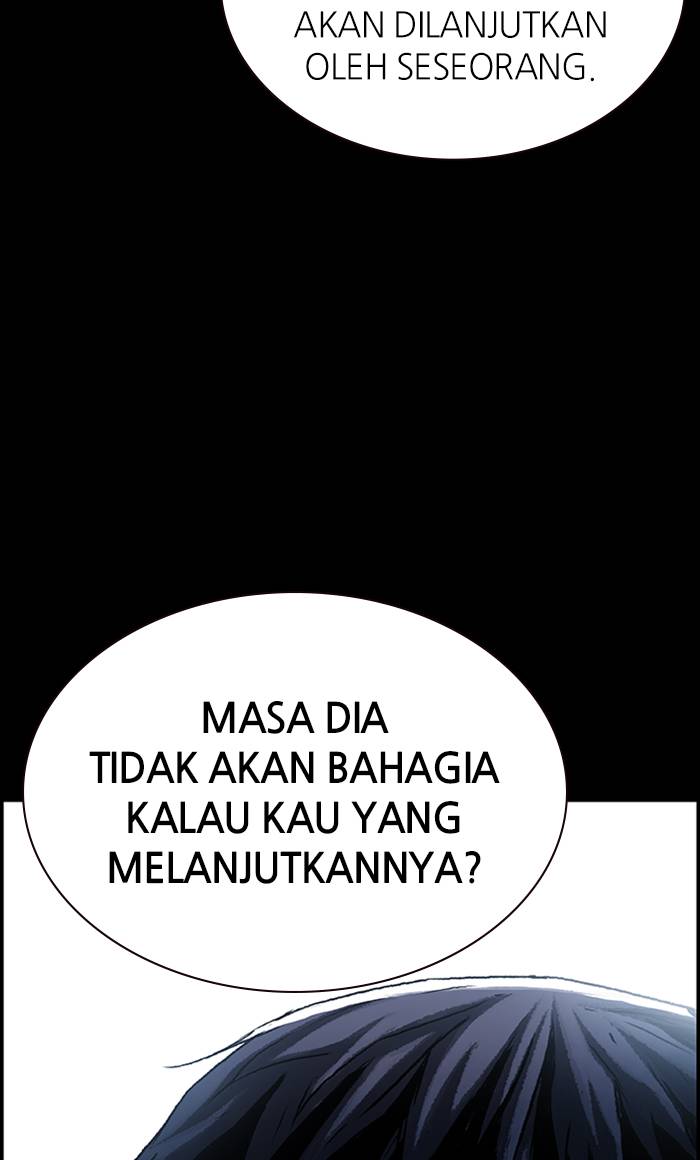 AKAN DILANJUTKAN
OLEH SESEORANG.
MASA DIA
TIDAK AKAN BAHAGIA
KALAU KAU YANG
MELANJUTKANNYA?